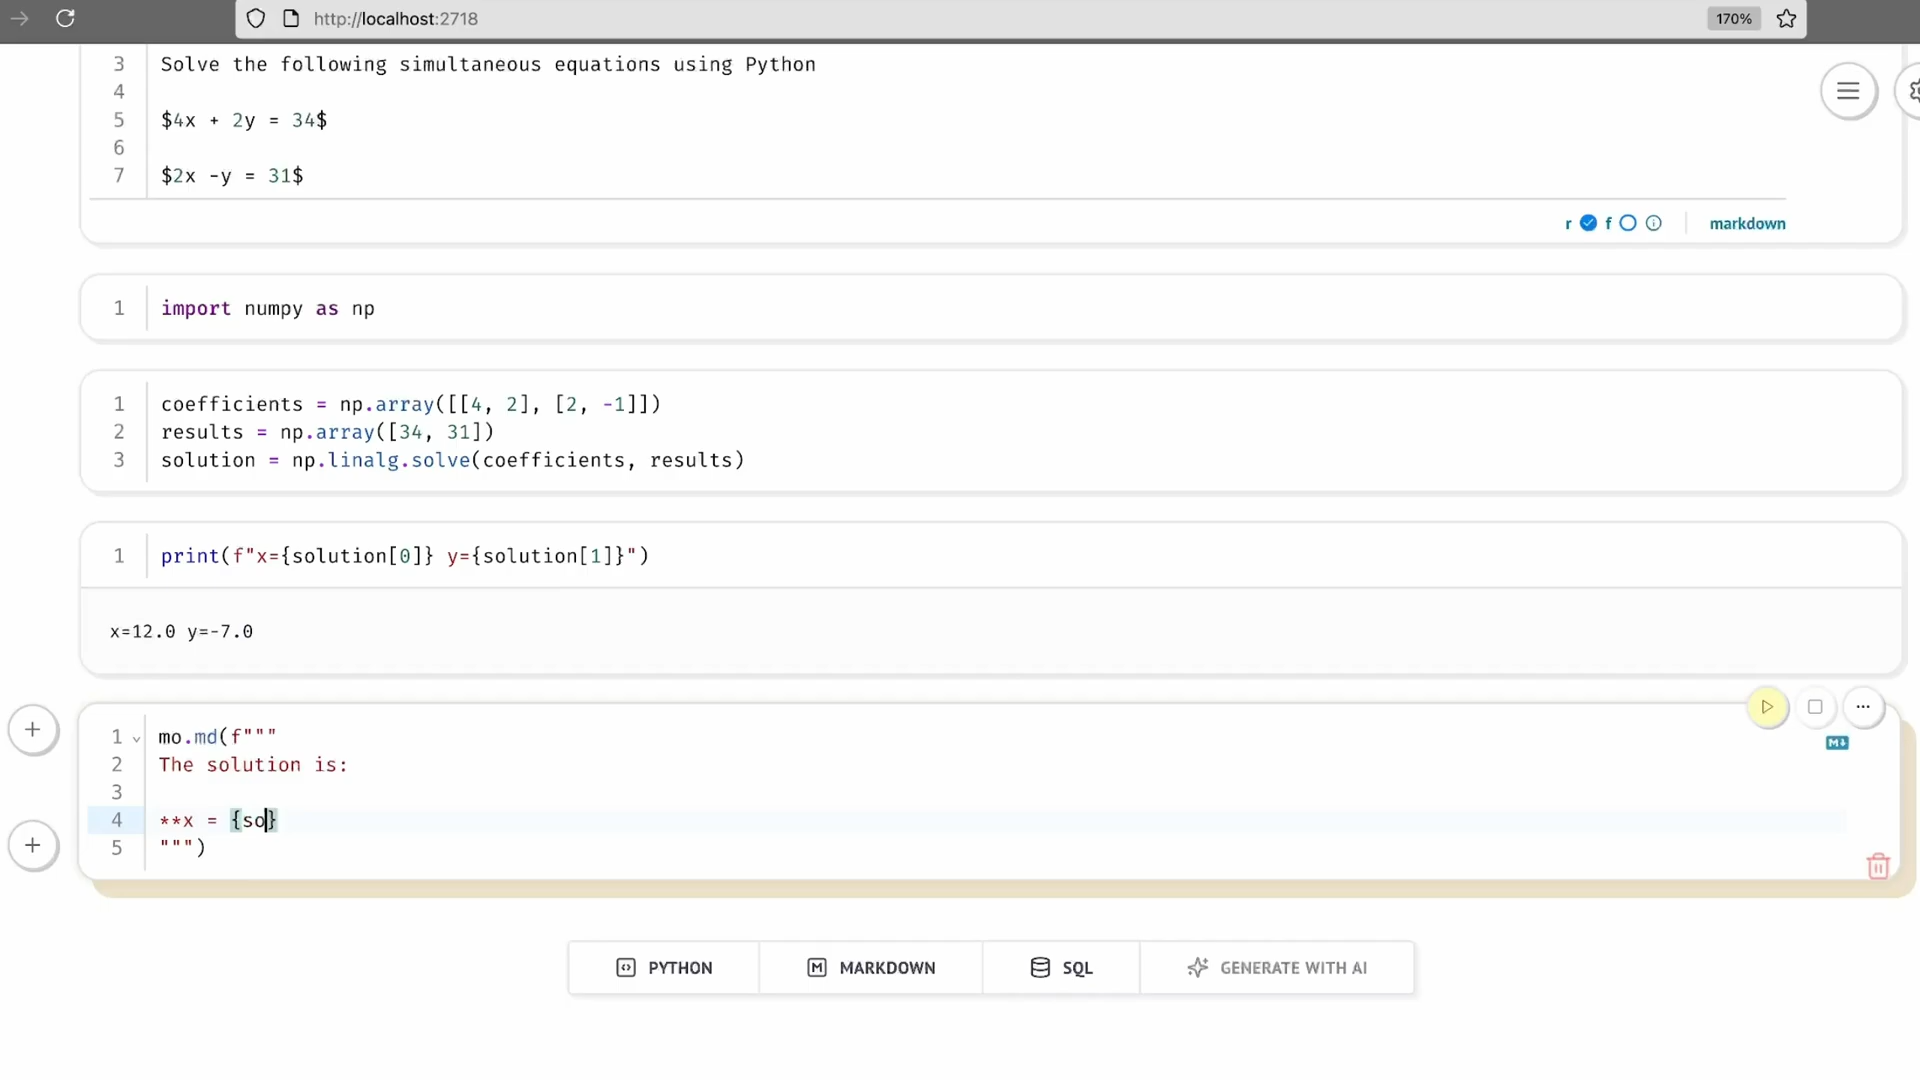 http://localhost:2718
170%
3 Solve the following simultaneous equations using Python
4
5 $4x + 2y = 34$
6
7 $2x -y = 31$
r f markdown
1 import numpy as np
1 coefficients = np.array([[4, 2], [2, -1]])
2 results = np.array([34, 31])
3 solution = np.linalg.solve(coefficients, results)
1 print(f"x={solution[0]} y={solution[1]}")
x=12.0 y=-7.0
1 mo.md(f"""
2 The solution is:
3
4 **x = {so}
5 """)
M
PYTHON MARKDOWN SQL GENERATE WITH AI